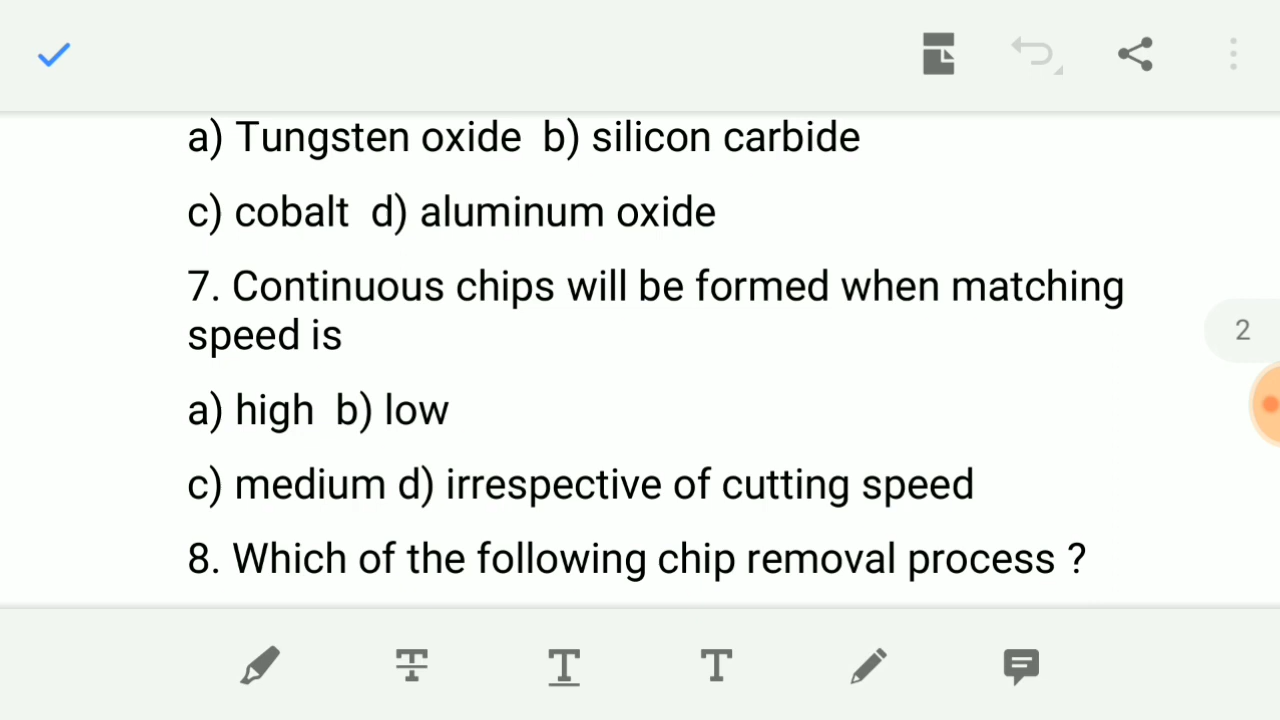 a) Tungsten oxide b) silicon carbide
c) cobalt d) aluminum oxide
7. Continuous chips will be formed when matching
speed is
2
a) high b) low
c) medium d) irrespective of cutting speed
8. Which of the following chip removal process ?